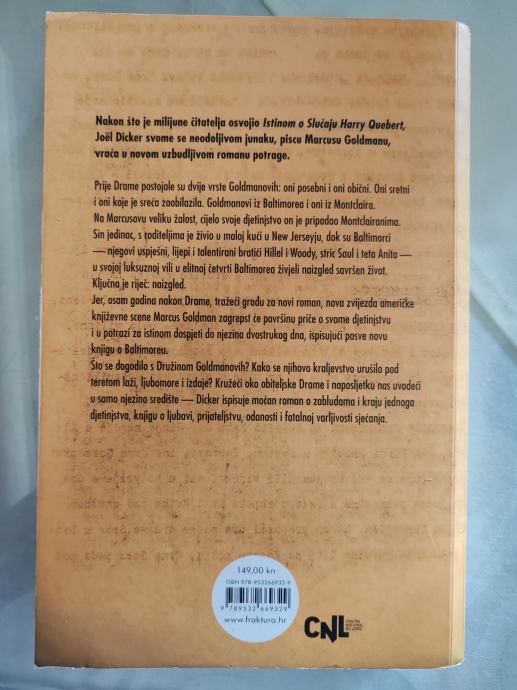 Nakon što je milijune čitatelja osvojio Istinom o Slučaju Harry Quebert,
Joël Dicker svome se neodoljivom junaku, piscu Marcusu Goldmanu,
vraća u novom uzbudljivom romanu potrage.
Prije Drame postojale su dvije vrste Goldmanovih: oni posebni i oni obični. Oni sretni
i oni koje je sreća zaobilazila. Goldmanovi iz Baltimorea i oni iz Montclaira.
Na Marcusovu veliku žalost, cijelo svoje djetinjstvo on je pripadao Montclairanima.
Sin jedinac, s roditeljima je živio u maloj kući u New Jerseyju, dok su Baltimorci
— njegovi uspješni, lijepi i talentirani bratići Hillel i Woody, stric Saul i teta Anita —
u svojoj luksuznoj vili u elitnoj četvrti Baltimorea živjeli naizgled savršen život.
Ključna je riječ: naizgled.
Jer, osam godina nakon Drame, tražeći građu za novi roman, nova zvijezda američke
književne scene Marcus Goldman zagrepst će površinu priče o svome djetinjstvu
i u potrazi za istinom dospjeti do njezina dvostrukog dna, ispisujući posve novu
knjigu o Baltimoreu.
Što se dogodilo s Družinom Goldmanovih? Kako se njihovo kraljevstvo urušilo pod
teretom laži, ljubomore i izdaje? Kružeći oko obiteljske Drame i naposljetku nas uvodeći
u samo njezino središte — Dicker ispisuje moćan roman o zabludama i kraju jednoga
djetinjstva, knjigu o ljubavi, prijateljstvu, odanosti i fatalnoj varljivosti sjećanja.
149,00 kn
ISBN 978-953266932-9
9 789532 669329
www.fraktura.hr
CNL CENTRE
NATIONAL
DU LIVRE